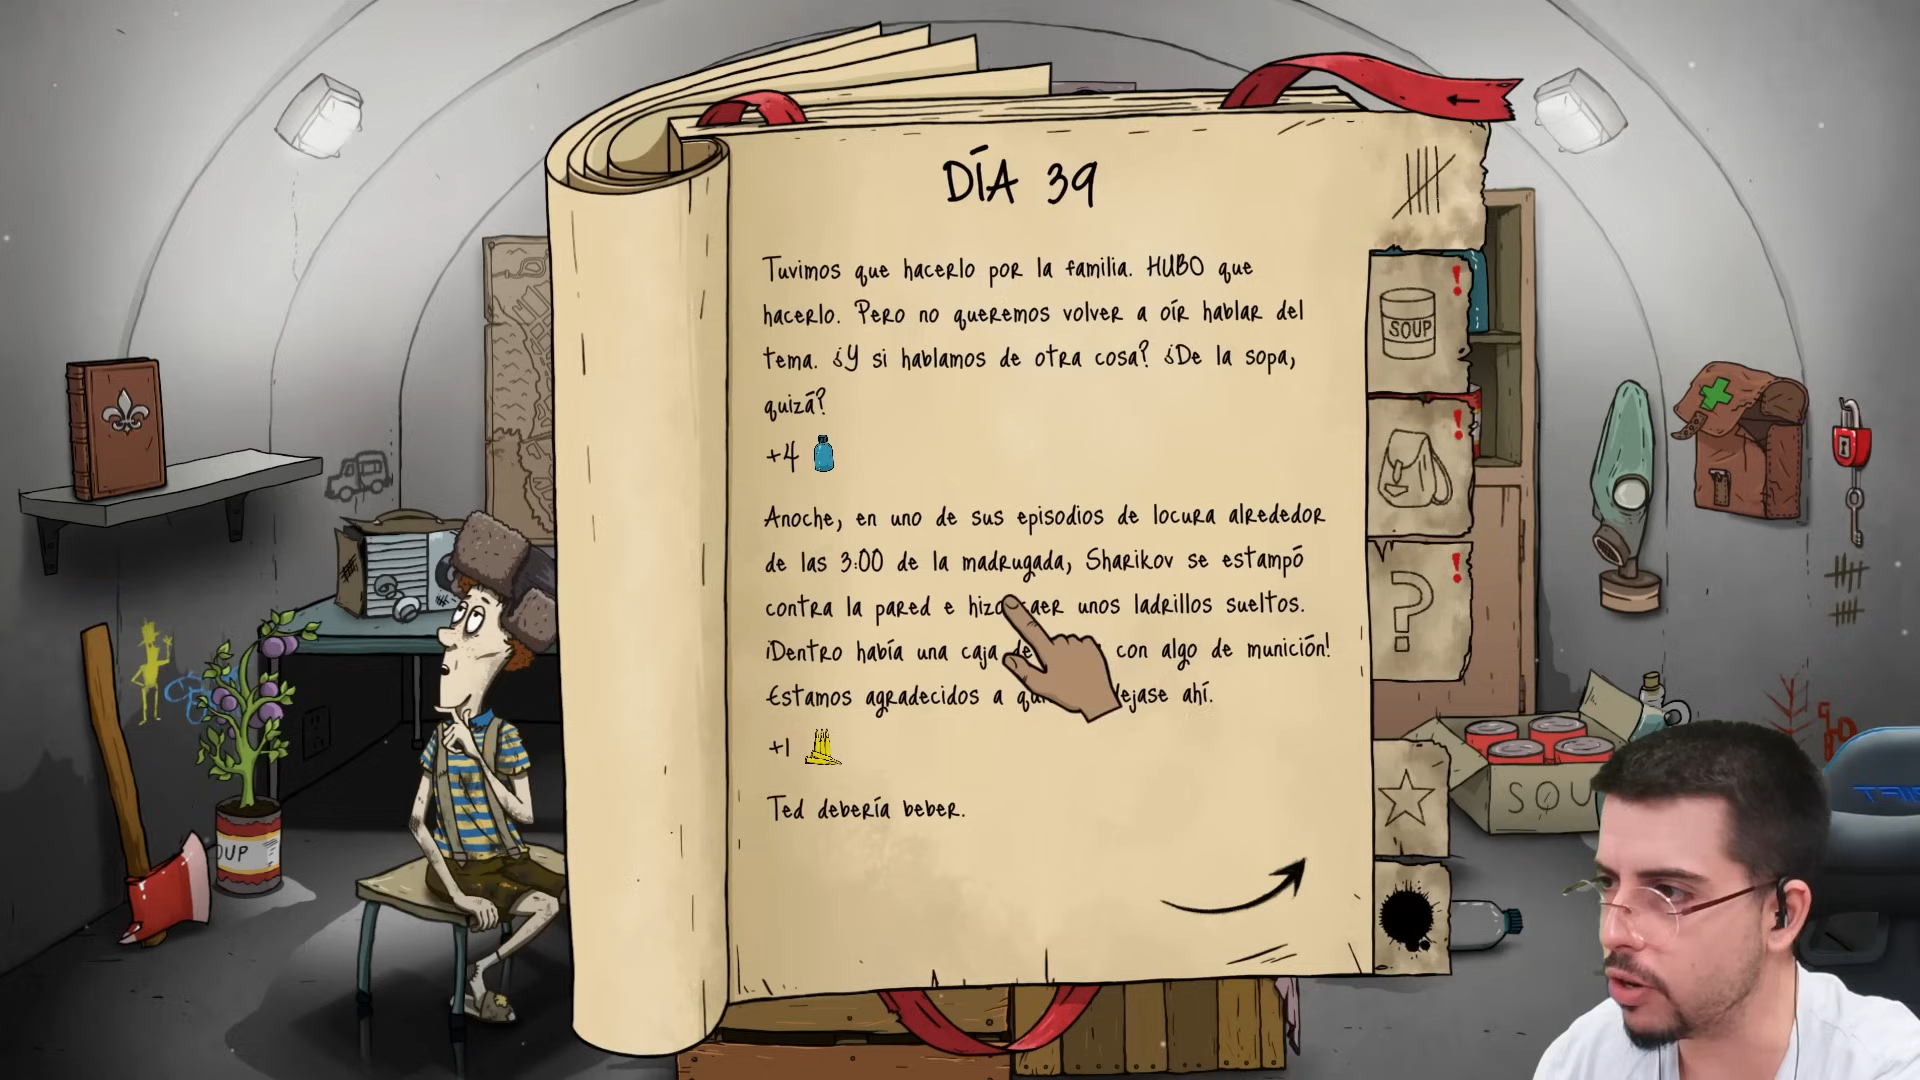 DÍA 39
Tuvimos que hacerlo por la familia. HUBO que
hacerlo. Pero no queremos volver a oír hablar del
tema. ¿Y si hablamos de otra cosa? ¿De la sopa,
quizá?
+4
Anoche, en uno de sus episodios de locura alrededor
de las 3:00 de la madrugada, Sharikov se estampó
contra la pared e hizo caer unos ladrillos sueltos.
¡Dentro había una caja de con algo de munición!
Estamos agradecidos a dejase ahí.
+1
Ted debería beber.
SOUP
!
!
!
?
OUP
SOU